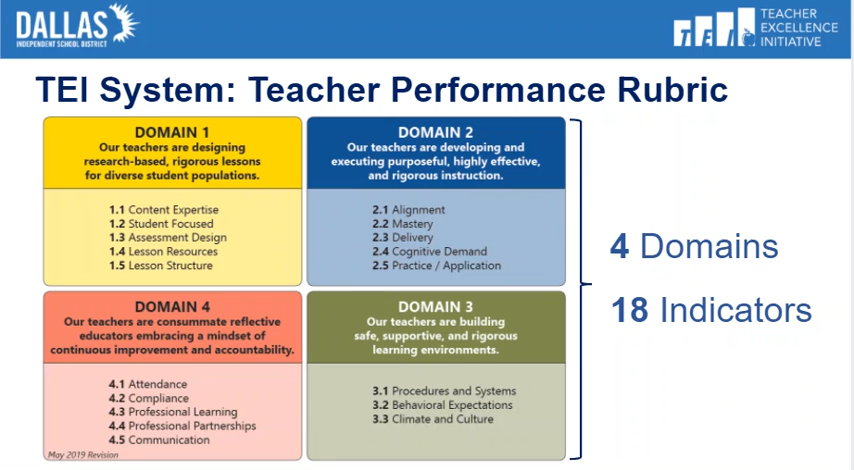 DALLAS
INDEPENDENT SCHOOL DISTRICT
TEI
TEACHER
EXCELLENCE
INITIATIVE
TEI System: Teacher Performance Rubric
DOMAIN 1
Our teachers are designing
research-based, rigorous lessons
for diverse student populations.
1.1 Content Expertise
1.2 Student Focused
1.3 Assessment Design
1.4 Lesson Resources
1.5 Lesson Structure
DOMAIN 2
Our teachers are developing and
executing purposeful, highly effective,
and rigorous instruction.
2.1 Alignment
2.2 Mastery
2.3 Delivery
2.4 Cognitive Demand
2.5 Practice / Application
DOMAIN 4
Our teachers are consummate reflective
educators embracing a mindset of
continuous improvement and accountability.
4.1 Attendance
4.2 Compliance
4.3 Professional Learning
4.4 Professional Partnerships
4.5 Communication
May 2019 Revision
DOMAIN 3
Our teachers are building
safe, supportive, and rigorous
learning environments.
3.1 Procedures and Systems
3.2 Behavioral Expectations
3.3 Climate and Culture
4 Domains
18 Indicators